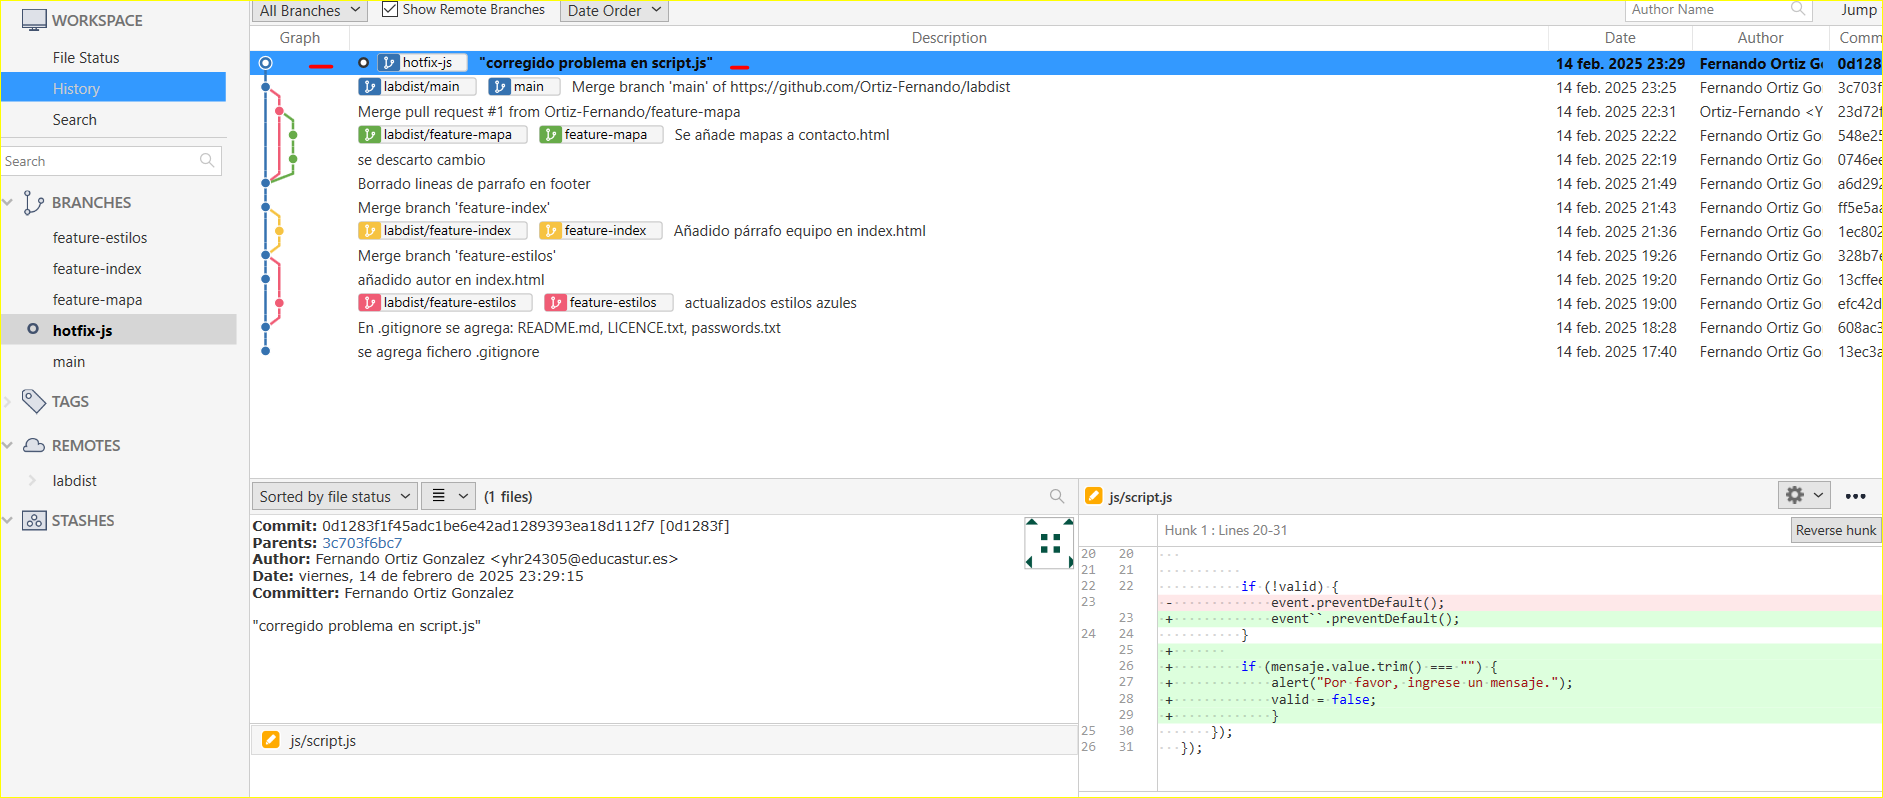 WORKSPACE
File Status
History
Search
Search
BRANCHES
feature-estilos
feature-index
feature-mapa
hotfix-js
main
TAGS
REMOTES
labdist
STASHES
All Branches Show Remote Branches Date Order Author Name Jump
Graph Description Date Author Comm
hotfix-js "corregido problema en script.js" 14 feb. 2025 23:29 Fernando Ortiz G 0d128
labdist/main main Merge branch 'main' of https://github.com/Ortiz-Fernando/labdist 14 feb. 2025 23:25 Fernando Ortiz Go 3c703f
Merge pull request #1 from Ortiz-Fernando/feature-mapa 14 feb. 2025 22:31 Ortiz-Fernando <Y 23d72f
labdist/feature-mapa feature-mapa Se añade mapas a contacto.html 14 feb. 2025 22:22 Fernando Ortiz Go 548e25
se descarto cambio 14 feb. 2025 22:19 Fernando Ortiz Go 0746ee
Borrado lineas de parrafo en footer 14 feb. 2025 21:49 Fernando Ortiz Go a6d292
Merge branch 'feature-index' 14 feb. 2025 21:43 Fernando Ortiz Go ff5e5a
labdist/feature-index feature-index Añadido párrafo equipo en index.html 14 feb. 2025 21:36 Fernando Ortiz Go 1ec802
Merge branch 'feature-estilos' 14 feb. 2025 19:26 Fernando Ortiz Go 328b7e
añadido autor en index.html 14 feb. 2025 19:20 Fernando Ortiz Go 13cffe
labdist/feature-estilos feature-estilos actualizados estilos azules 14 feb. 2025 19:00 Fernando Ortiz Go efc42d
En .gitignore se agrega: README.md, LICENCE.txt, passwords.txt 14 feb. 2025 18:28 Fernando Ortiz Go 608ac3
se agrega fichero .gitignore 14 feb. 2025 17:40 Fernando Ortiz Go 13ec3a
Sorted by file status (1 files)
Commit: 0d1283f1f45adc1be6e42ad1289393ea18d112f7 [0d1283f]
Parents: 3c703f6bc7
Author: Fernando Ortiz Gonzalez <yhr24305@educastur.es>
Date: viernes, 14 de febrero de 2025 23:29:15
Committer: Fernando Ortiz Gonzalez
"corregido problema en script.js"
js/script.js
js/script.js
Hunk 1 : Lines 20-31 Reverse hunk
20 20
21 21
22 22 if (!valid) {
23 - event.preventDefault();
23 + event``.preventDefault();
24 24 }
25 +
26 + if (mensaje.value.trim() === "") {
27 + alert("Por favor, ingrese un mensaje.");
28 + valid = false;
29 + }
25 30 });
26 31 });